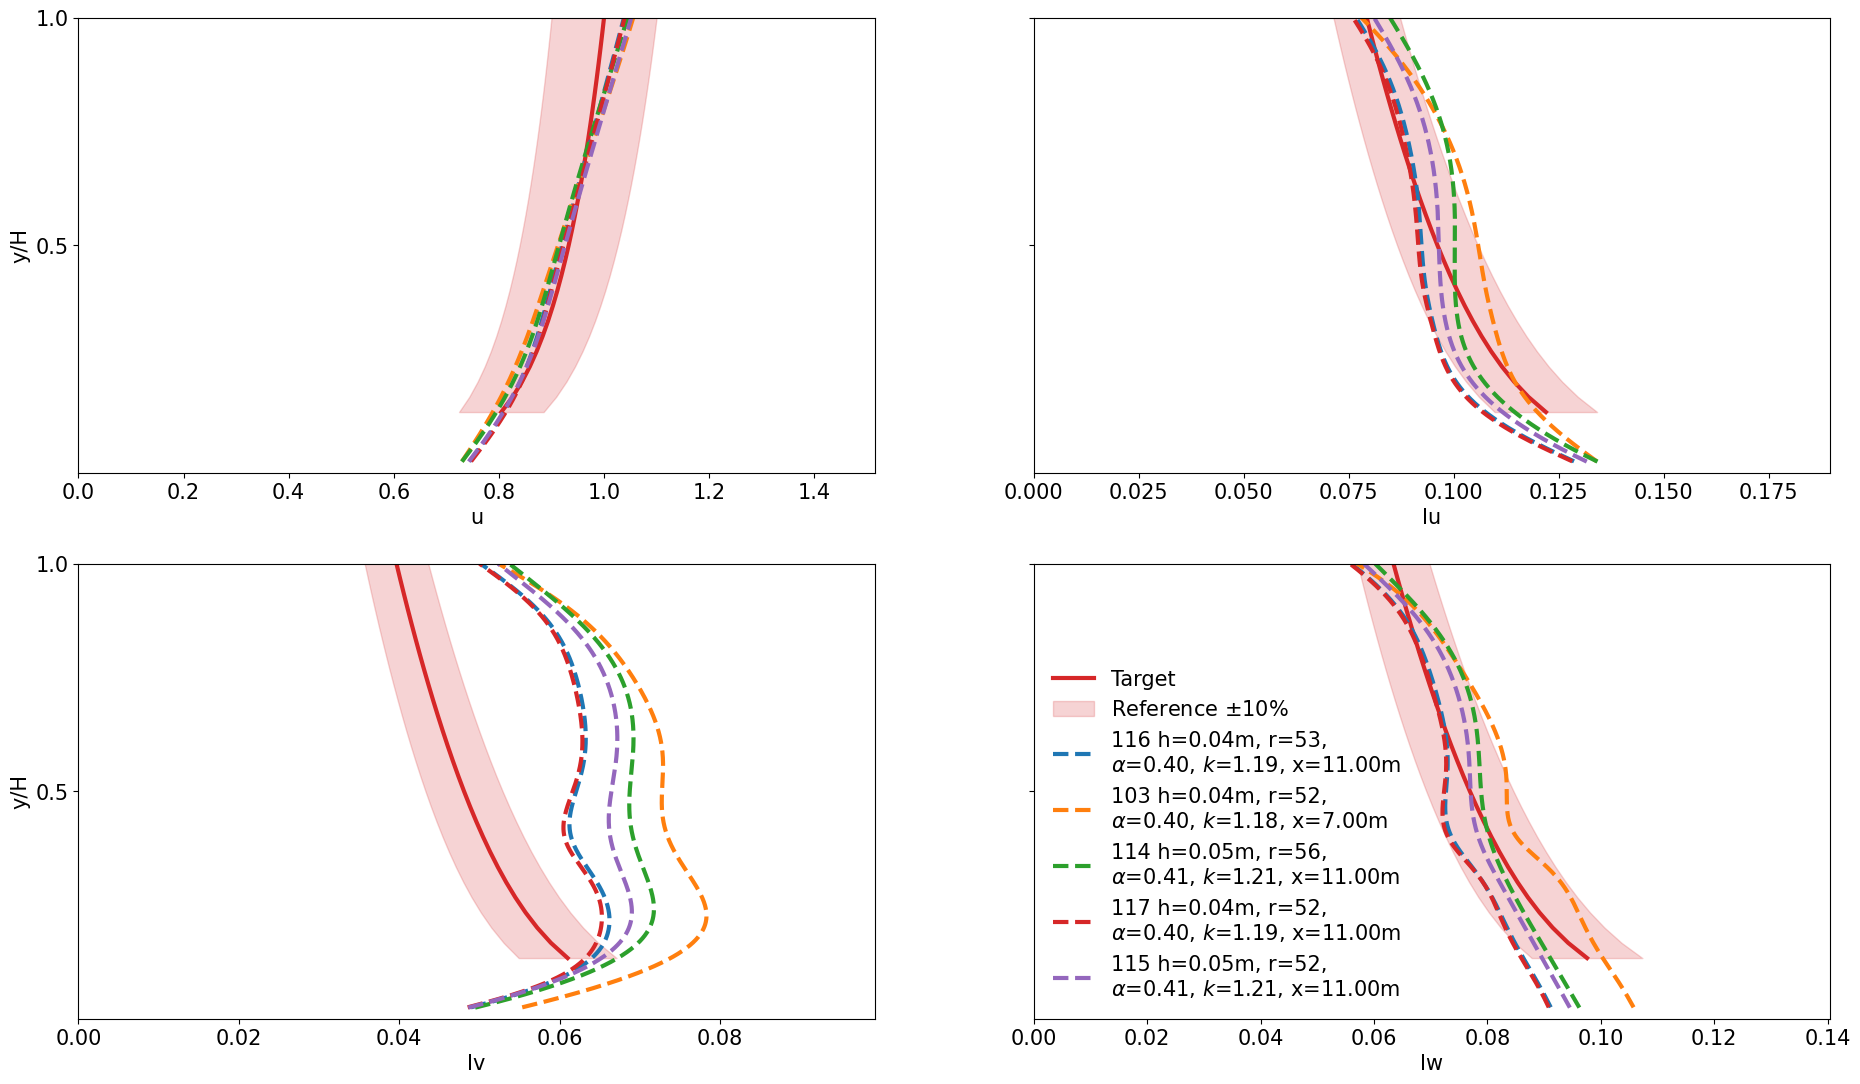 1.0
0.5
y/H
0.0
0.2
0.4
0.6
0.8
1.0
1.2
1.4
u
0.000
0.025
0.050
0.075
0.100
0.125
0.150
0.175
Iu
1.0
0.5
y/H
0.00
0.02
0.04
0.06
0.08
Iv
Target
Reference ±10%
116 h=0.04m, r=53,
α=0.40, k=1.19, x=11.00m
103 h=0.04m, r=52,
α=0.40, k=1.18, x=7.00m
114 h=0.05m, r=56,
α=0.41, k=1.21, x=11.00m
117 h=0.04m, r=52,
α=0.40, k=1.19, x=11.00m
115 h=0.05m, r=52,
α=0.41, k=1.21, x=11.00m
0.00
0.02
0.04
0.06
0.08
0.10
0.12
0.14
Iw